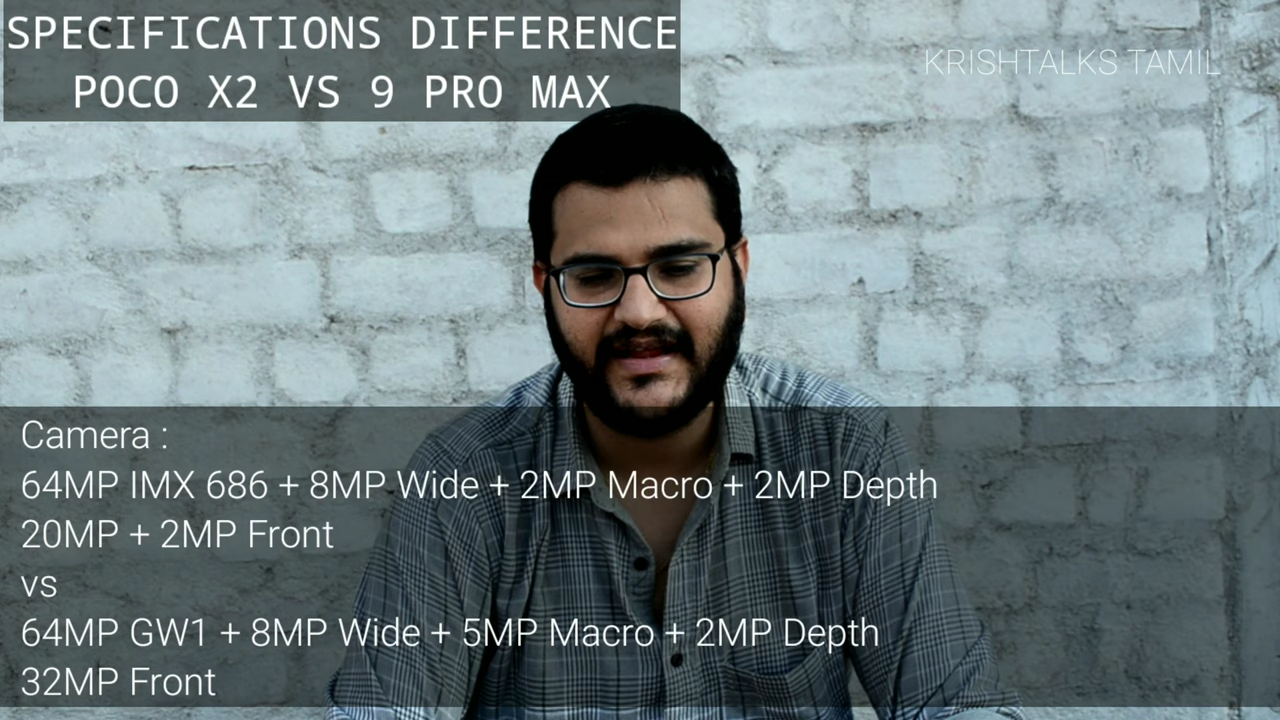 SPECIFICATIONS DIFFERENCE
POCO X2 VS 9 PRO MAX
KRISHTALKS TAMIL
Camera :
64MP IMX 686 + 8MP Wide + 2MP Macro + 2MP Depth
20MP + 2MP Front
vs
64MP GW1 + 8MP Wide + 5MP Macro + 2MP Depth
32MP Front